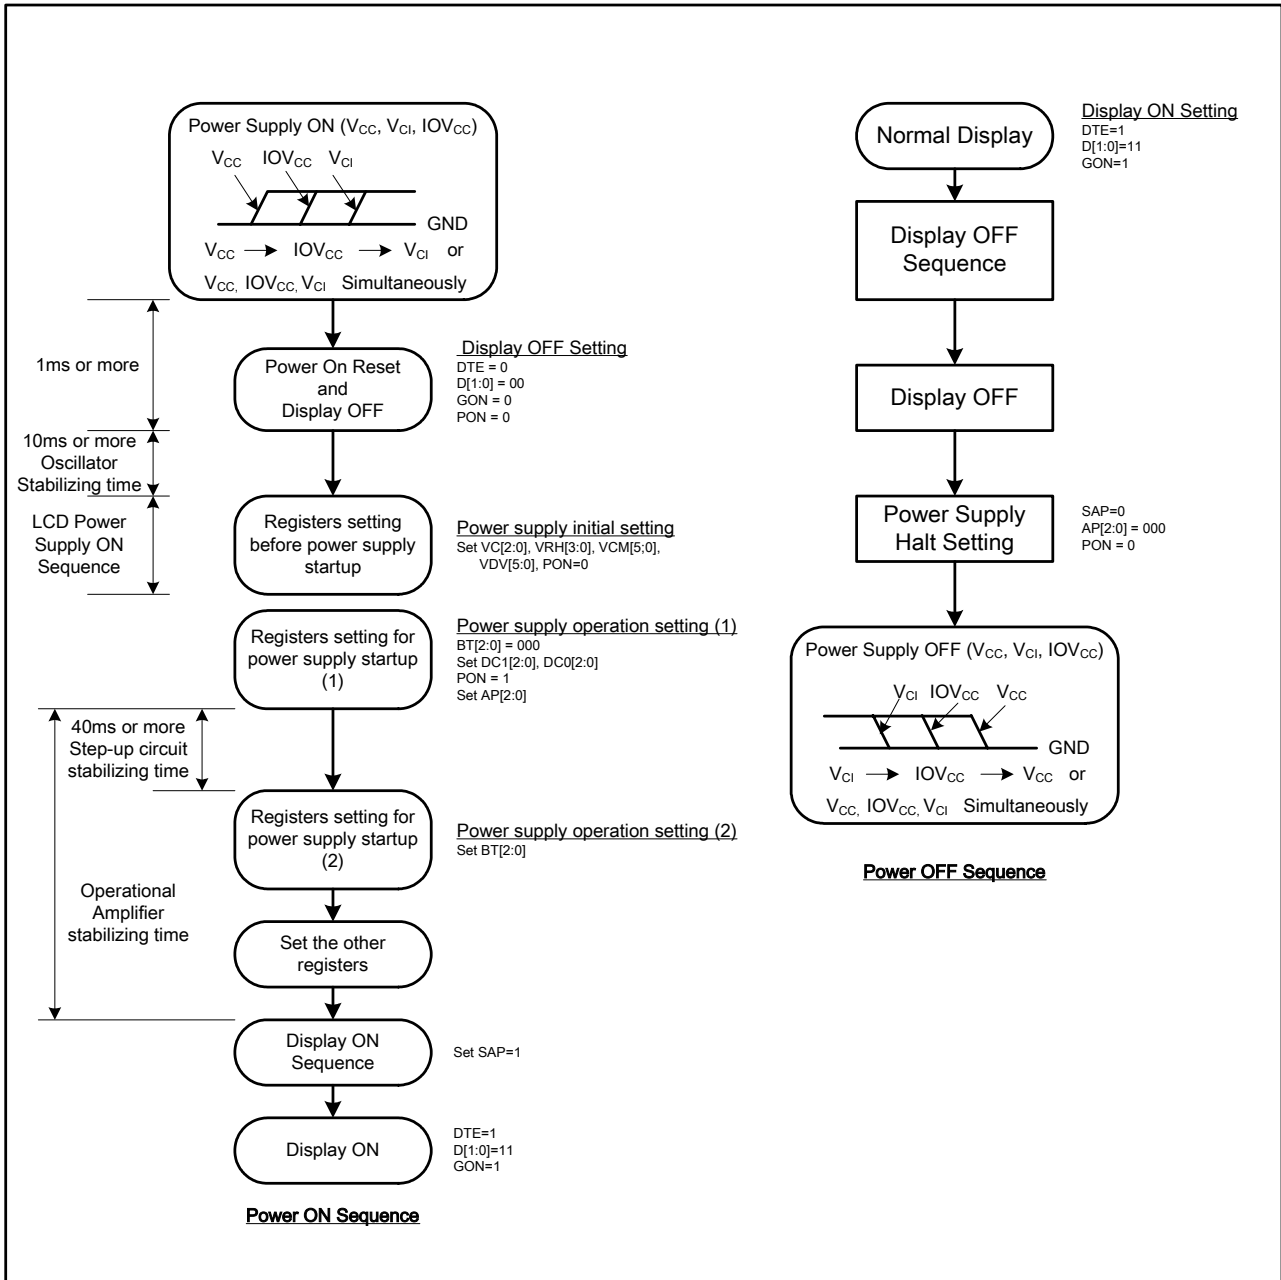 Power Supply ON (VCC, VCI, IOVCC)
VCC IOVCC VCI
GND
VCC IOVCC VCI or
VCC, IOVCC, VCI Simultaneously
1ms or more
Power On Reset
and
Display OFF
Display OFF Setting
DTE = 0
D[1:0] = 00
GON = 0
PON = 0
10ms or more
Oscillator
Stabilizing time
LCD Power
Supply ON
Sequence
Registers setting
before power supply
startup
Power supply initial setting
Set VC[2:0], VRH[3:0], VCM[5;0],
VDV[5:0], PON=0
Registers setting for
power supply startup
(1)
Power supply operation setting (1)
BT[2:0] = 000
Set DC1[2:0], DC0[2:0]
PON = 1
Set AP[2:0]
40ms or more
Step-up circuit
stabilizing time
Registers setting for
power supply startup
(2)
Power supply operation setting (2)
Set BT[2:0]
Operational
Amplifier
stabilizing time
Set the other
registers
Display ON
Sequence
Set SAP=1
Display ON
DTE=1
D[1:0]=11
GON=1
Power ON Sequence
Normal Display
Display ON Setting
DTE=1
D[1:0]=11
GON=1
Display OFF
Sequence
Display OFF
Power Supply
Halt Setting
SAP=0
AP[2:0] = 000
PON = 0
Power Supply OFF (VCC, VCI, IOVCC)
VCI IOVCC VCC
GND
VCI IOVCC VCC or
VCC, IOVCC, VCI Simultaneously
Power OFF Sequence